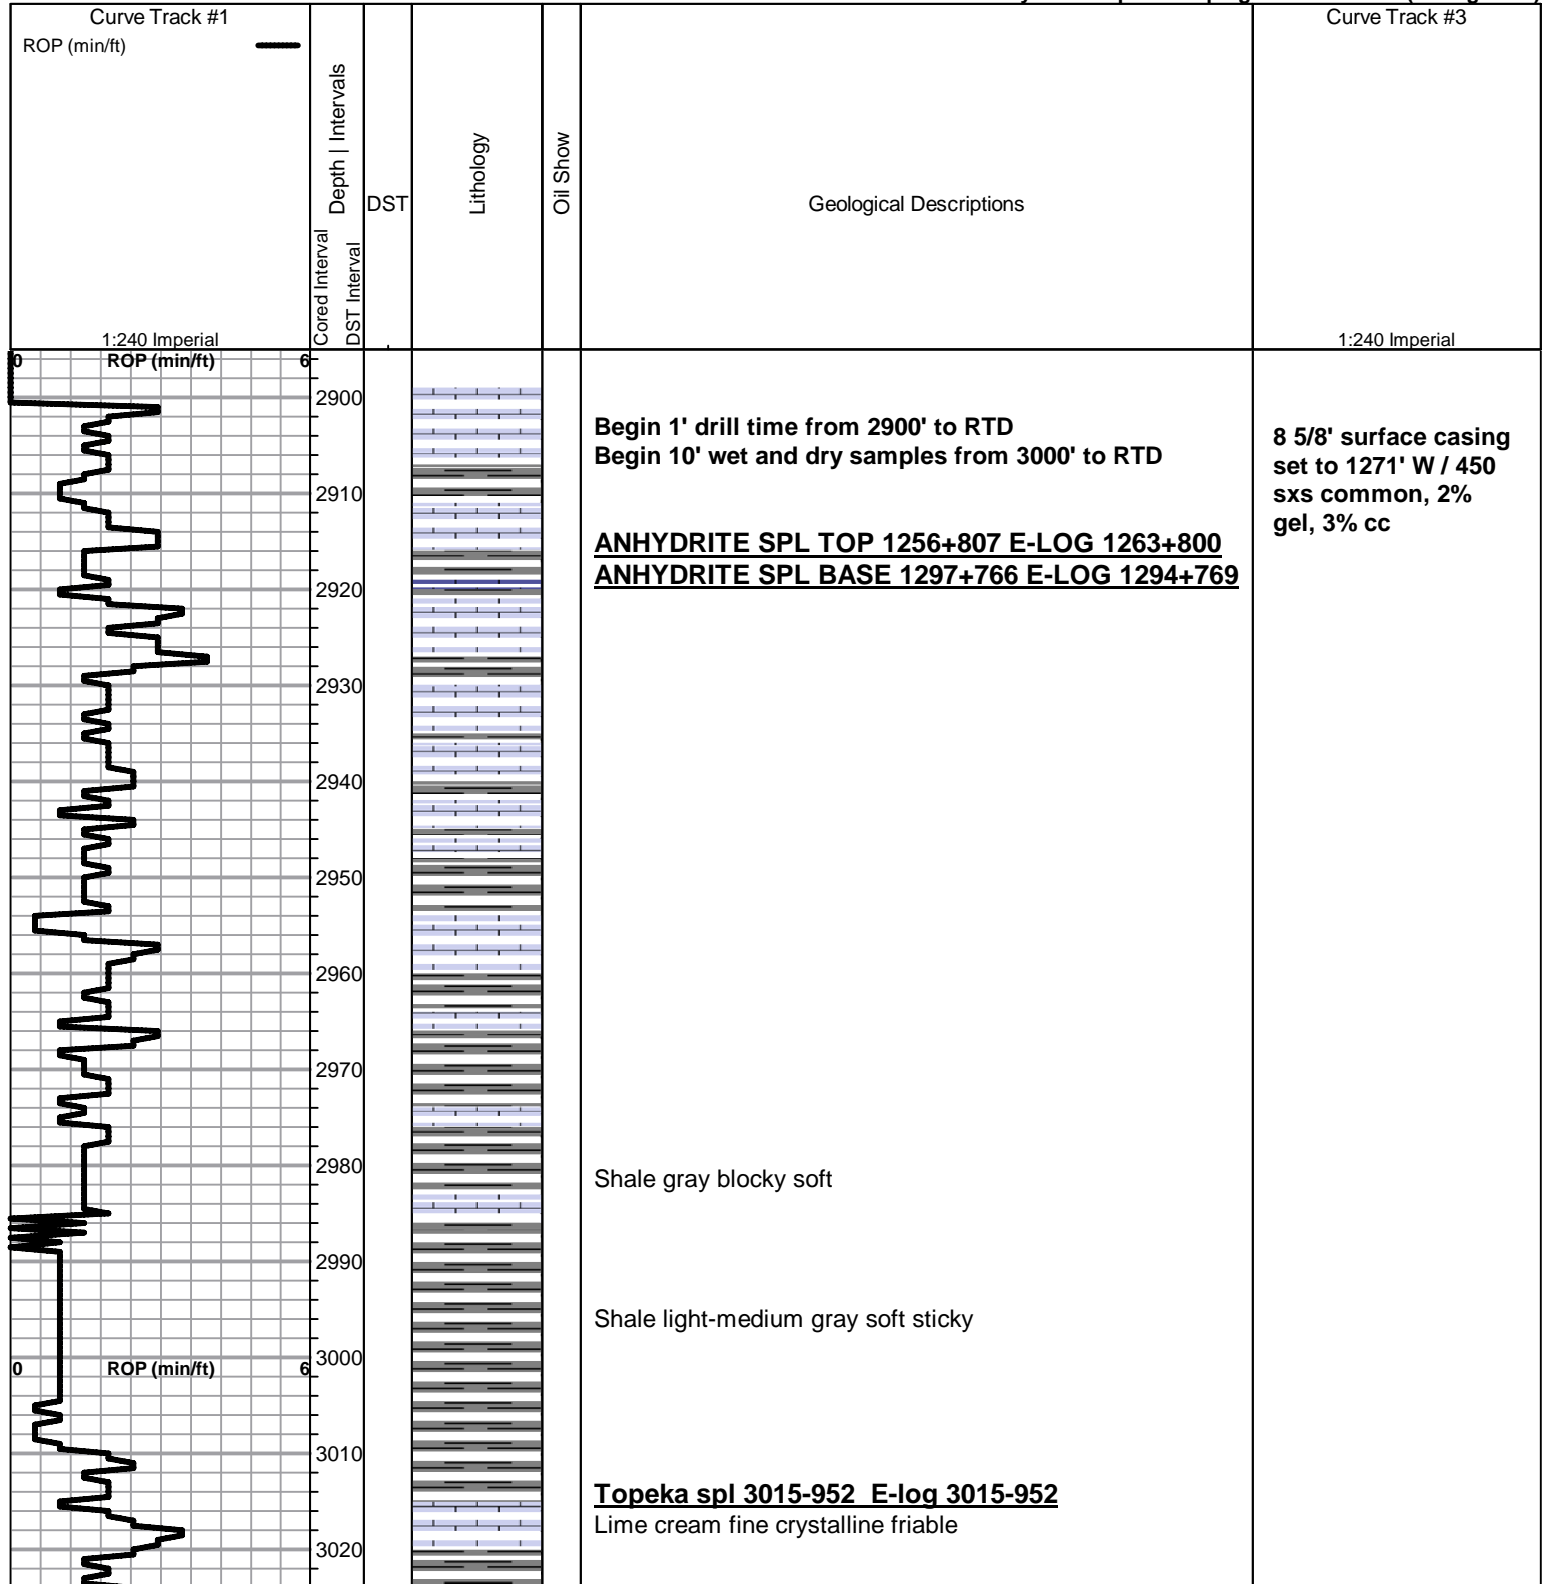 Curve Track #1
ROP (min/ft)
1:240 Imperial
Depth | Intervals
Cored Interval
DST Interval
DST
Lithology
Oil Show
Geological Descriptions
Curve Track #3
1:240 Imperial
0 ROP (min/ft) 6
2900
Begin 1' drill time from 2900' to RTD
Begin 10' wet and dry samples from 3000' to RTD
8 5/8' surface casing
set to 1271' W / 450
sxs common, 2%
gel, 3% cc
2910
ANHYDRITE SPL TOP 1256+807 E-LOG 1263+800
ANHYDRITE SPL BASE 1297+766 E-LOG 1294+769
2920
2930
2940
2950
2960
2970
2980
Shale gray blocky soft
2990
Shale light-medium gray soft sticky
3000
0 ROP (min/ft) 6
3010
Topeka spl 3015-952 E-log 3015-952
Lime cream fine crystalline friable
3020